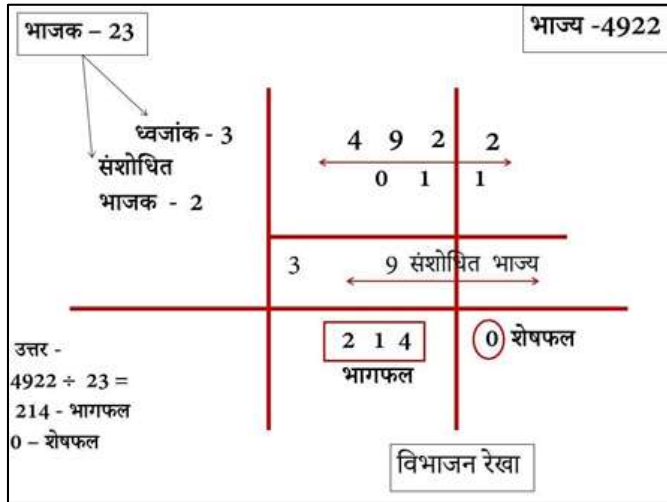 भाजक – 23
भाज्य -4922
ध्वजांक - 3
संशोधित
भाजक - 2
4 9 2 2
0 1 1
3 9 संशोधित भाज्य
2 1 4 0 शेषफल
भागफल
उत्तर -
4922 ÷ 23 =
214 - भागफल
0 – शेषफल
विभाजन रेखा